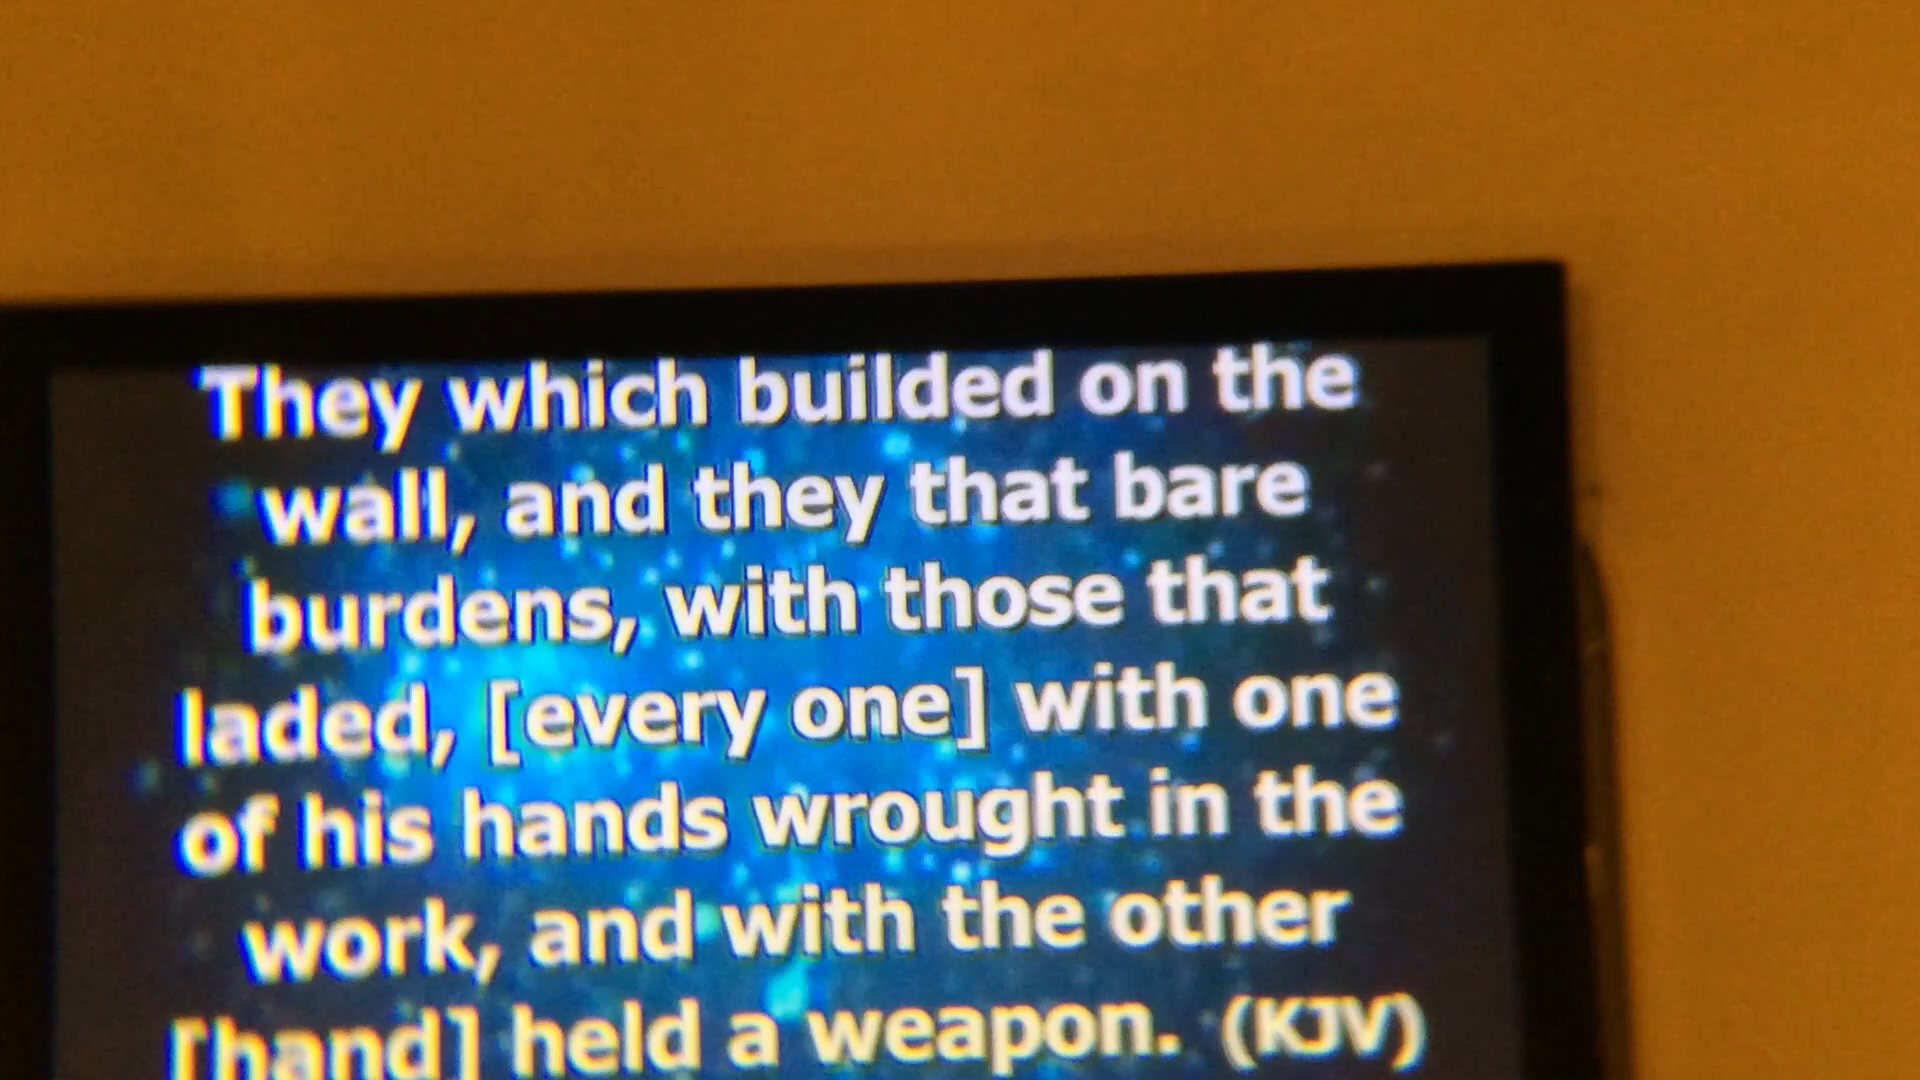 They which builded on the
wall, and they that bare
burdens, with those that
laded, [every one] with one
of his hands wrought in the
work, and with the other
[hand] held a weapon. (KJV)